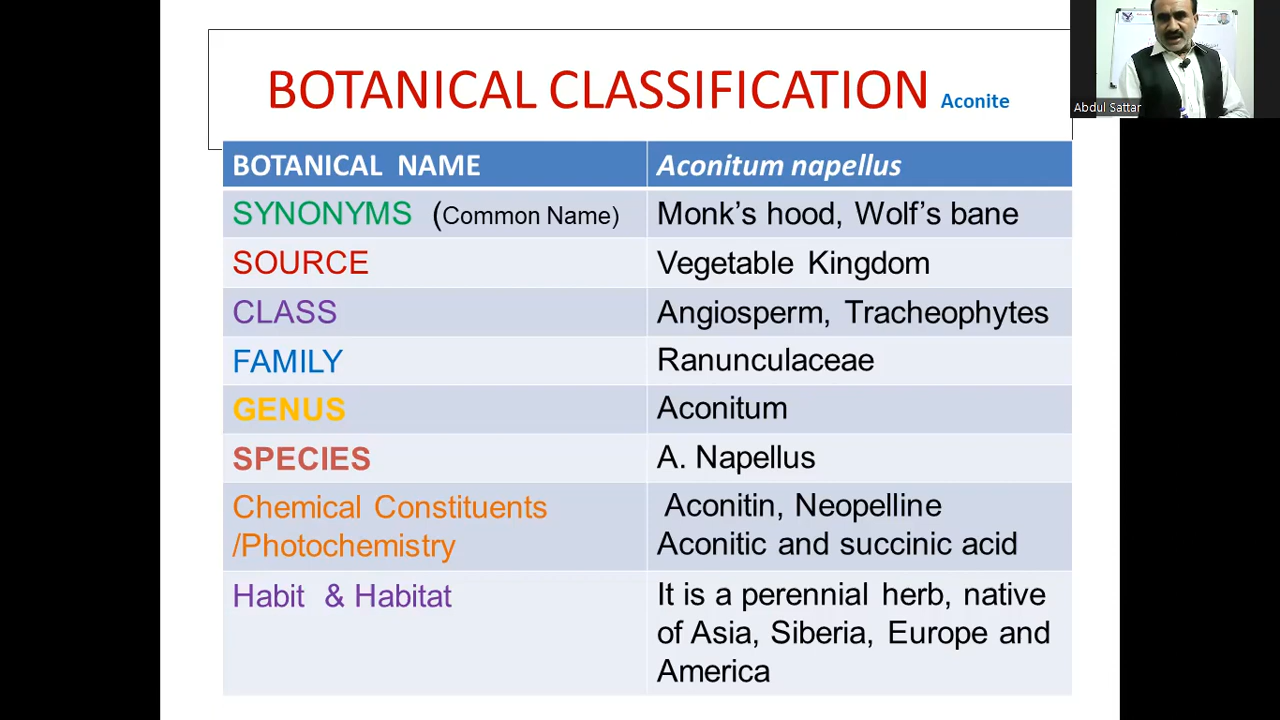 BOTANICAL CLASSIFICATION Aconite
Abdul Sattar
BOTANICAL NAME Aconitum napellus
SYNONYMS (Common Name) Monk's hood, Wolf's bane
SOURCE Vegetable Kingdom
CLASS Angiosperm, Tracheophytes
FAMILY Ranunculaceae
GENUS Aconitum
SPECIES A. Napellus
Chemical Constituents Aconitin, Neopelline
/Photochemistry Aconitic and succinic acid
Habit & Habitat It is a perennial herb, native
of Asia, Siberia, Europe and
America